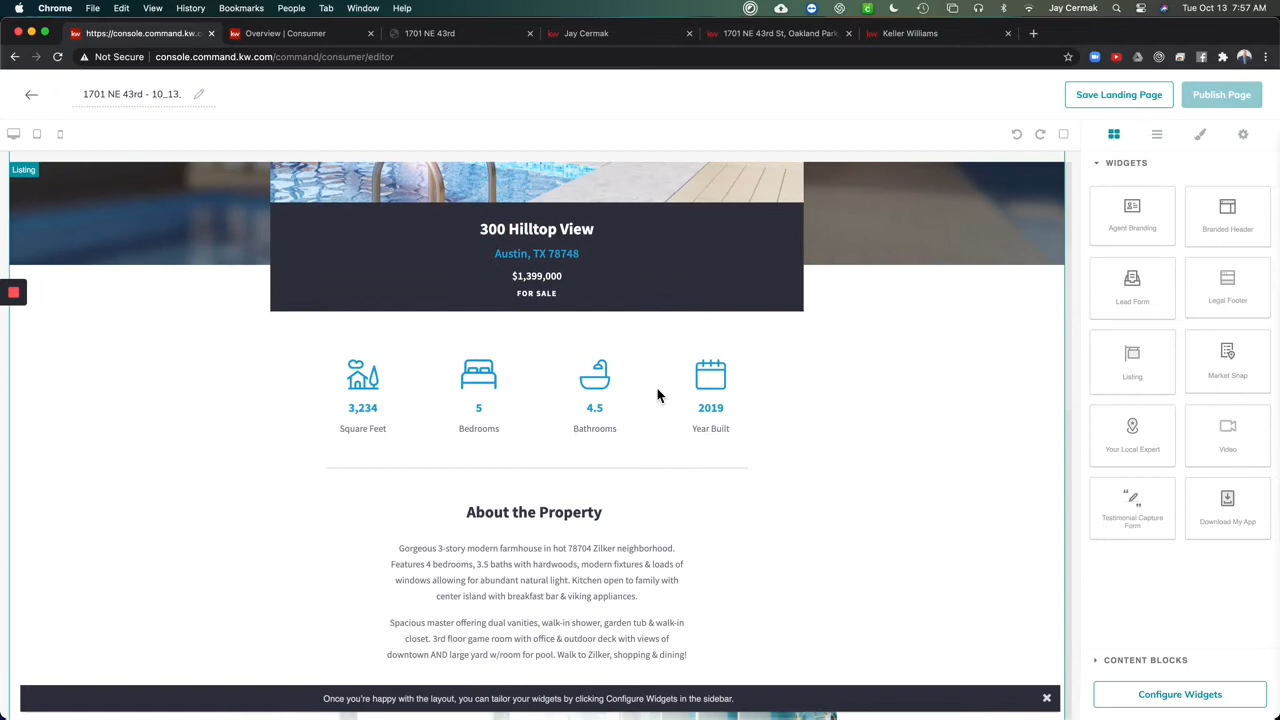 Chrome File Edit View History Bookmarks People Tab Window Help
Jay Cermak Tue Oct 13 7:57 AM
https://console.command.kw.c
Overview | Consumer
1701 NE 43rd
Jay Cermak
1701 NE 43rd St, Oakland Park
Keller Williams
Not Secure console.command.kw.com/command/consumer/editor
1701 NE 43rd - 10_13.
Save Landing Page
Publish Page
Listing
WIDGETS
300 Hilltop View
Austin, TX 78748
$1,399,000
FOR SALE
Agent Branding
Branded Header
Lead Form
Legal Footer
Listing
Market Snap
3,234
5
4.5
2019
Square Feet
Bedrooms
Bathrooms
Year Built
Your Local Expert
Video
Testimonial Capture
Form
Download My App
About the Property
Gorgeous 3-story modern farmhouse in hot 78704 Zilker neighborhood.
Features 4 bedrooms, 3.5 baths with hardwoods, modern fixtures & loads of
windows allowing for abundant natural light. Kitchen open to family with
center island with breakfast bar & viking appliances.
Spacious master offering dual vanities, walk-in shower, garden tub & walk-in
closet. 3rd floor game room with office & outdoor deck with views of
downtown AND large yard w/room for pool. Walk to Zilker, shopping & dining!
CONTENT BLOCKS
Configure Widgets
Once you're happy with the layout, you can tailor your widgets by clicking Configure Widgets in the sidebar.